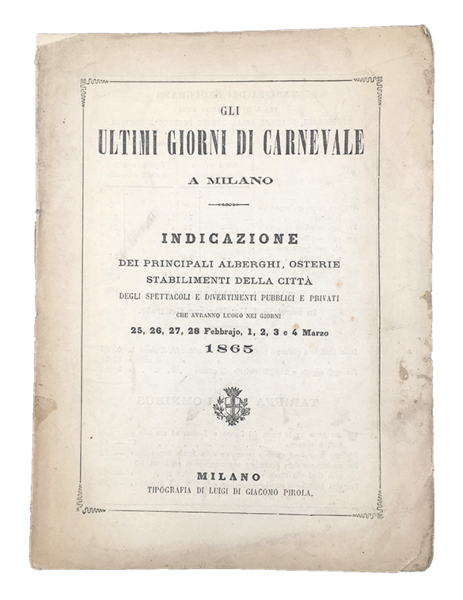 GLI
ULTIMI GIORNI DI CARNEVALE
A MILANO
INDICAZIONE
DEI PRINCIPALI ALBERGHI, OSTERIE
STABILIMENTI DELLA CITTÀ
DEGLI SPETTACOLI E DIVERTIMENTI PUBBLICI E PRIVATI
CHE AVRANNO LUOGO NEI GIORNI
25, 26, 27, 28 Febbrajo, 1, 2, 3 e 4 Marzo
1865
MILANO
TIPOGRAFIA DI LUIGI DI GIACOMO PIROLA.